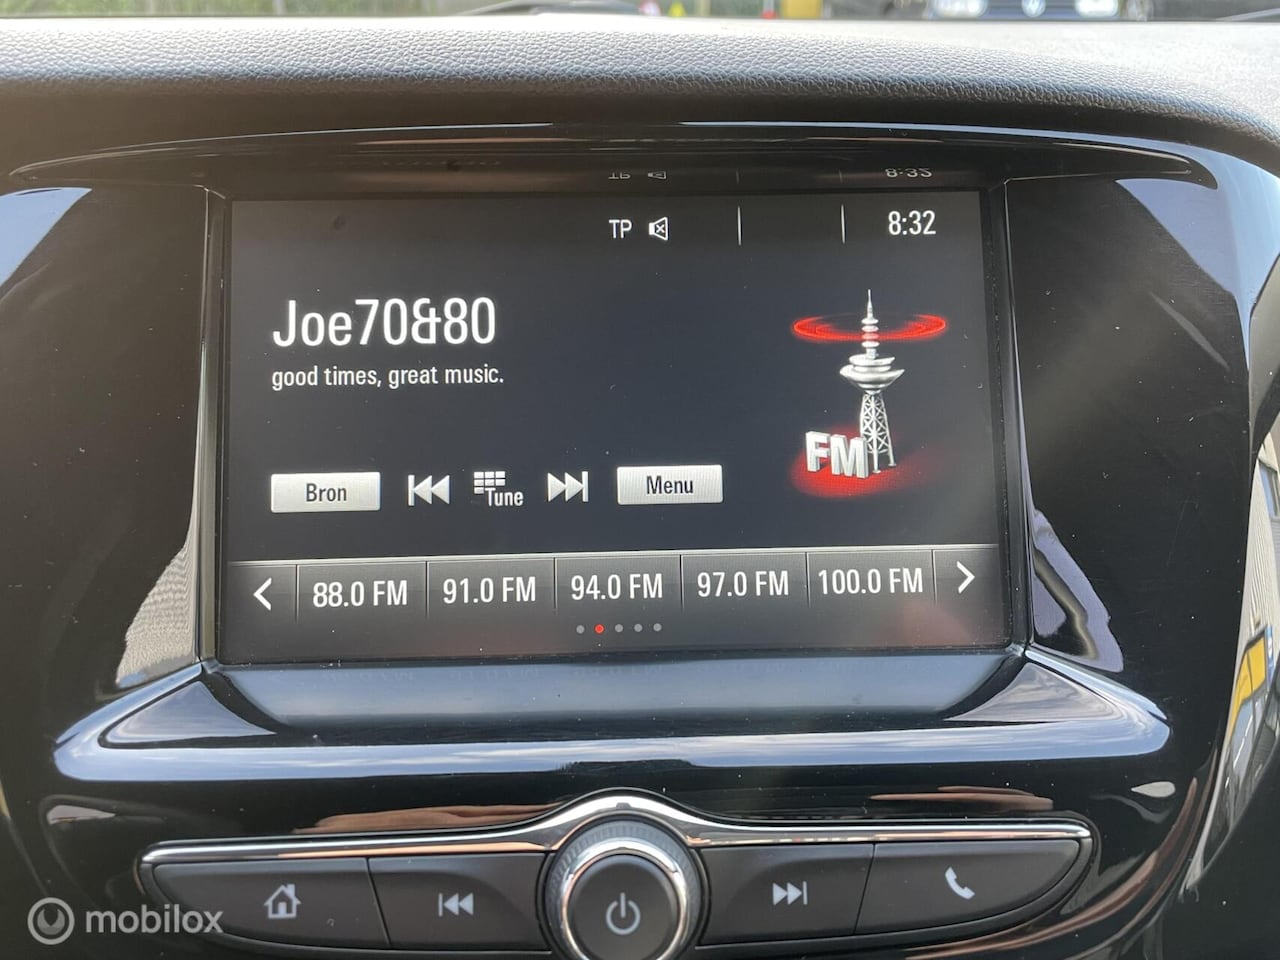 TP 8:32
Joe70&80
good times, great music.
FM
Bron Tune Menu
88.0 FM 91.0 FM 94.0 FM 97.0 FM 100.0 FM
mobilox